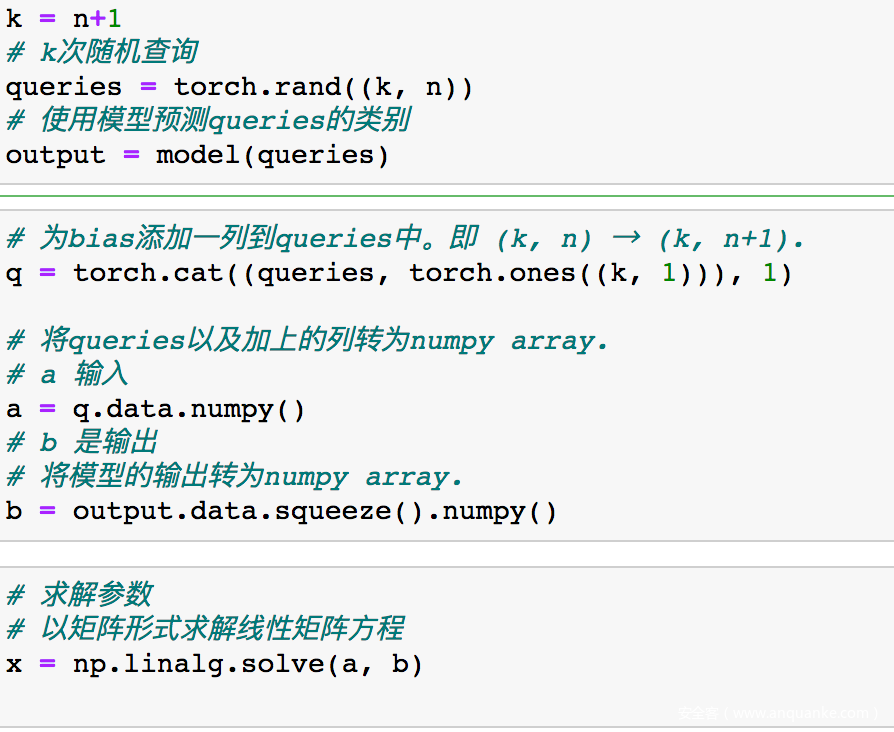 k = n+1
# k次随机查询
queries = torch.rand((k, n))
# 使用模型预测queries的类别
output = model(queries)
# 为bias添加一列到queries中。即 (k, n) → (k, n+1).
q = torch.cat((queries, torch.ones((k, 1))), 1)
# 将queries以及加上的列转为numpy array.
# a 输入
a = q.data.numpy()
# b 是输出
# 将模型的输出转为numpy array.
b = output.data.squeeze().numpy()
# 求解参数
# 以矩阵形式求解线性矩阵方程
x = np.linalg.solve(a, b)
安全客 ( www.anquanke.com )